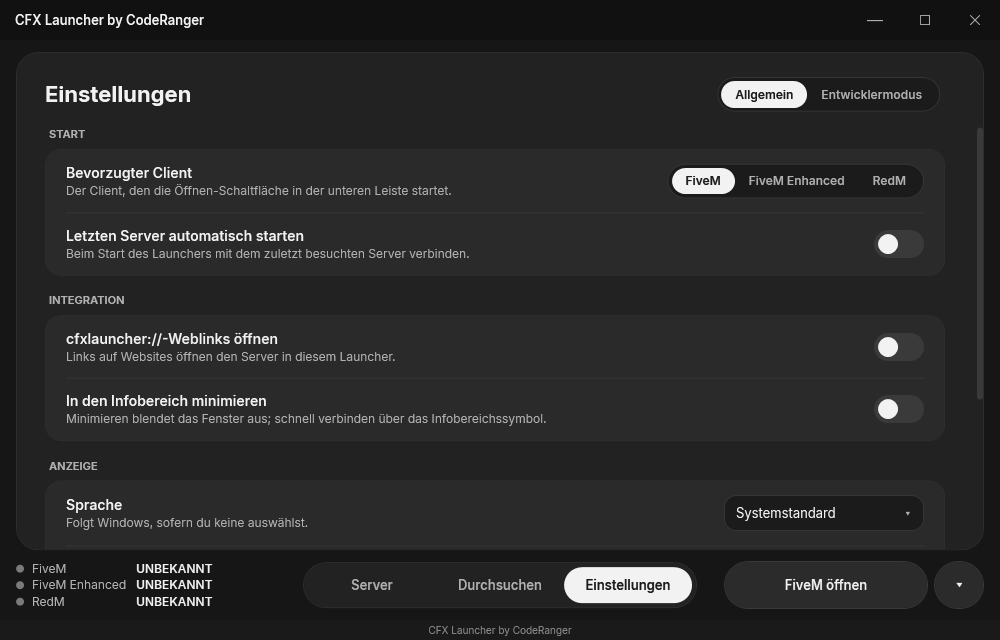 CFX Launcher by CodeRanger
Einstellungen
Allgemein
Entwicklermodus
START
Bevorzugter Client
Der Client, den die Öffnen-Schaltfläche in der unteren Leiste startet.
FiveM
FiveM Enhanced
RedM
Letzten Server automatisch starten
Beim Start des Launchers mit dem zuletzt besuchten Server verbinden.
INTEGRATION
cfxlauncher://-Weblinks öffnen
Links auf Websites öffnen den Server in diesem Launcher.
In den Infobereich minimieren
Minimieren blendet das Fenster aus; schnell verbinden über das Infobereichssymbol.
ANZEIGE
Sprache
Folgt Windows, sofern du keine auswählst.
Systemstandard
FiveM UNBEKANNT
FiveM Enhanced UNBEKANNT
RedM UNBEKANNT
Server
Durchsuchen
Einstellungen
FiveM öffnen
CFX Launcher by CodeRanger